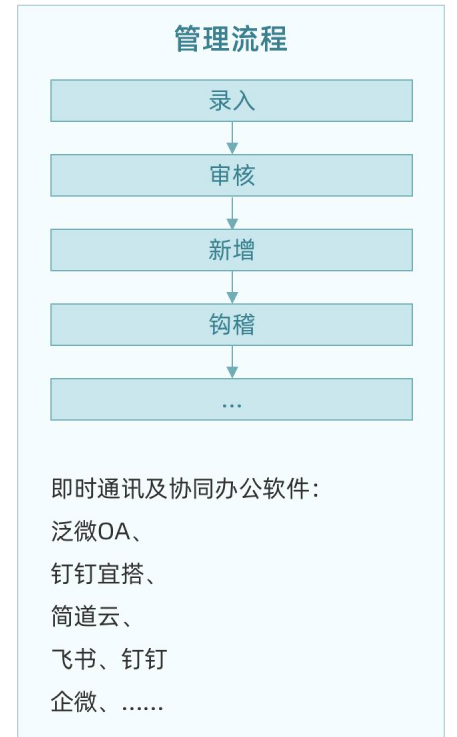 管理流程
录入
审核
新增
钩稽
...
即时通讯及协同办公软件：
泛微OA、
钉钉宜搭、
简道云、
飞书、钉钉
企微、......